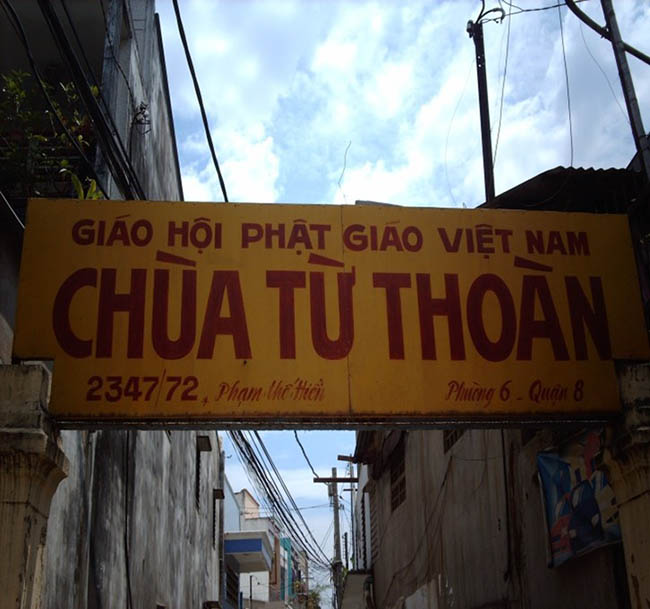 GIÁO HỘI PHẬT GIÁO VIỆT NAM
CHÙA TỪ THOÀN
2347/72, Phạm Thế Hiển Phường 6 - Quận 8